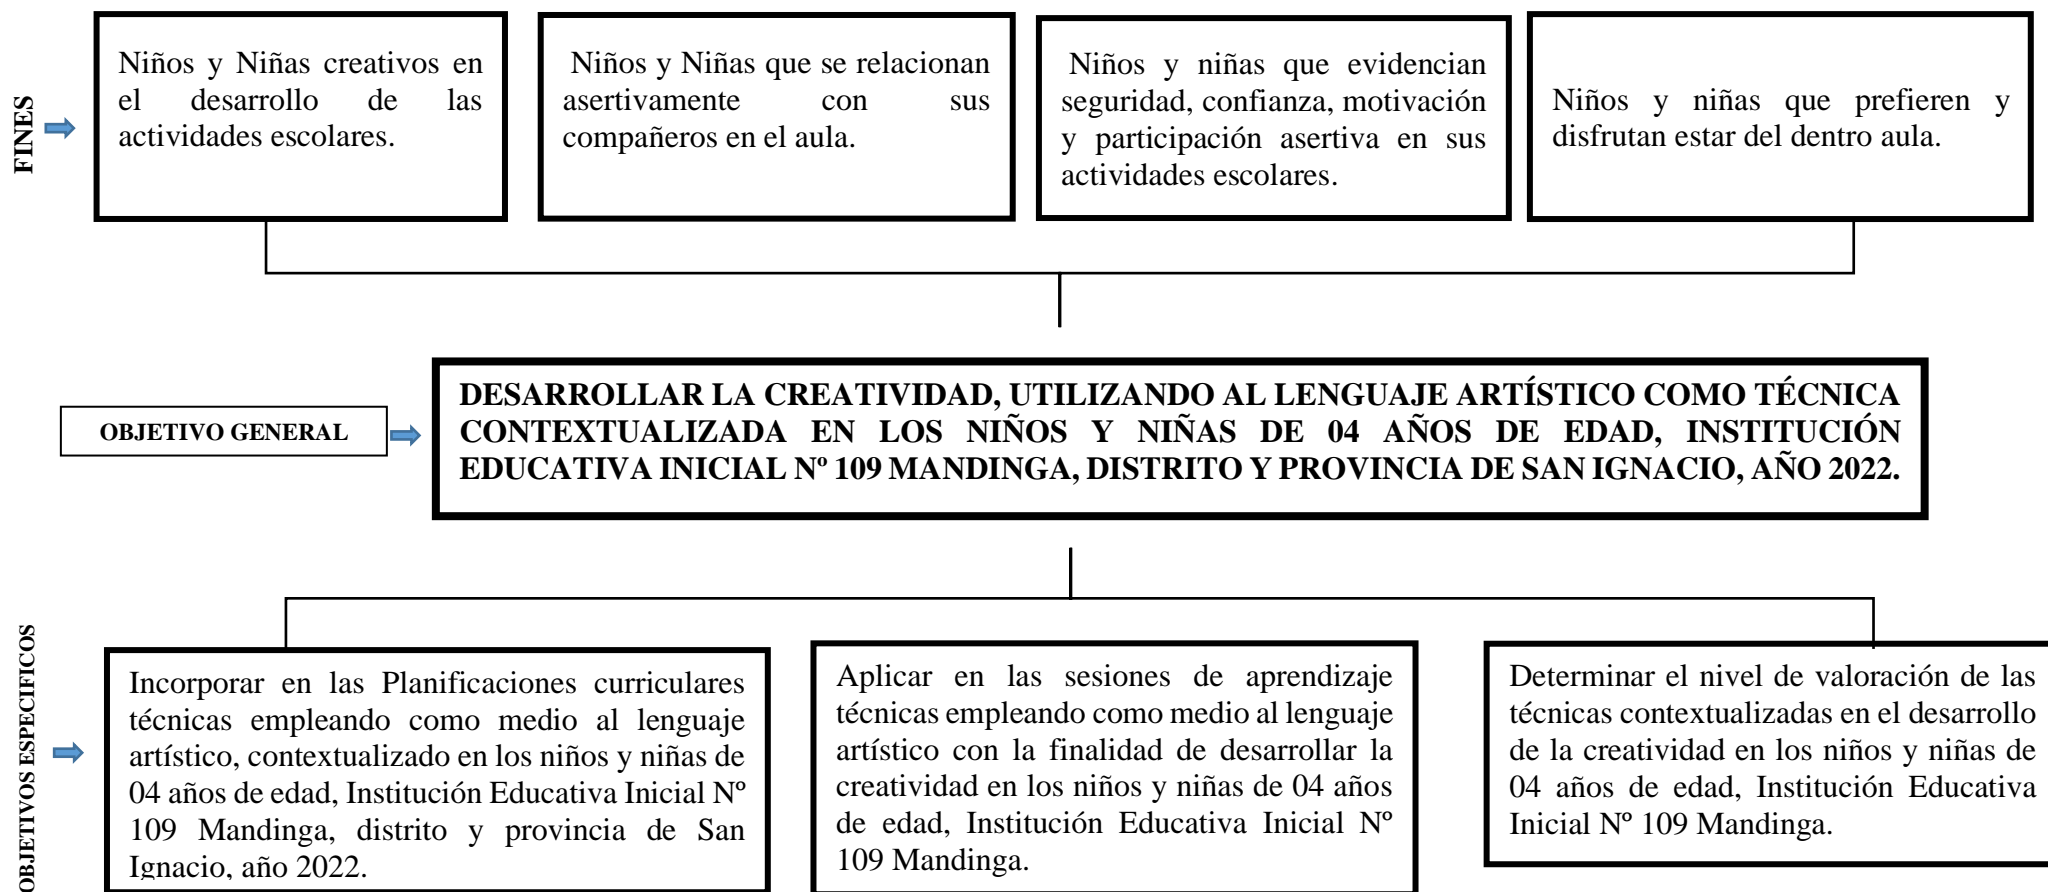 FINES
Niños y Niñas creativos en
el desarrollo de las
actividades escolares.
Niños y Niñas que se relacionan
asertivamente con sus
compañeros en el aula.
Niños y niñas que evidencian
seguridad, confianza, motivación
y participación asertiva en sus
actividades escolares.
Niños y niñas que prefieren y
disfrutan estar del dentro aula.
OBJETIVO GENERAL
DESARROLLAR LA CREATIVIDAD, UTILIZANDO AL LENGUAJE ARTÍSTICO COMO TÉCNICA
CONTEXTUALIZADA EN LOS NIÑOS Y NIÑAS DE 04 AÑOS DE EDAD, INSTITUCIÓN
EDUCATIVA INICIAL Nº 109 MANDINGA, DISTRITO Y PROVINCIA DE SAN IGNACIO, AÑO 2022.
OBJETIVOS ESPECIFICOS
Incorporar en las Planificaciones curriculares
técnicas empleando como medio al lenguaje
artístico, contextualizado en los niños y niñas de
04 años de edad, Institución Educativa Inicial Nº
109 Mandinga, distrito y provincia de San
Ignacio, año 2022.
Aplicar en las sesiones de aprendizaje
técnicas empleando como medio al lenguaje
artístico con la finalidad de desarrollar la
creatividad en los niños y niñas de 04 años
de edad, Institución Educativa Inicial Nº
109 Mandinga.
Determinar el nivel de valoración de las
técnicas contextualizadas en el desarrollo
de la creatividad en los niños y niñas de
04 años de edad, Institución Educativa
Inicial Nº 109 Mandinga.